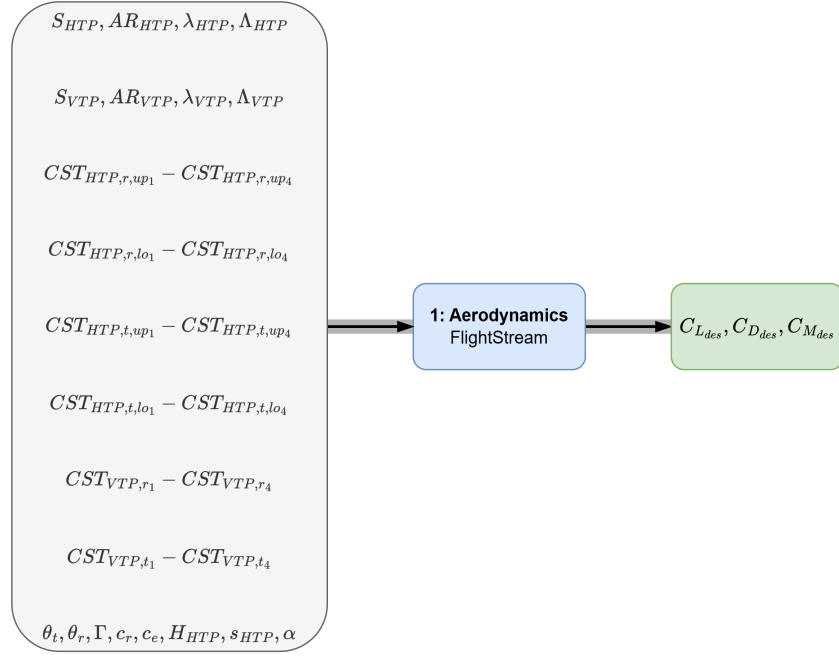 S_{HTP}, AR_{HTP}, λ_{HTP}, Λ_{HTP}
S_{VTP}, AR_{VTP}, λ_{VTP}, Λ_{VTP}
CST_{HTP,r,up_1} − CST_{HTP,r,up_4}
CST_{HTP,r,lo_1} − CST_{HTP,r,lo_4}
CST_{HTP,t,up_1} − CST_{HTP,t,up_4}
CST_{HTP,t,lo_1} − CST_{HTP,t,lo_4}
CST_{VTP,r_1} − CST_{VTP,r_4}
CST_{VTP,t_1} − CST_{VTP,t_4}
θ_t, θ_r, Γ, c_r, c_e, H_{HTP}, s_{HTP}, α
1: Aerodynamics
FlightStream
C_{L_{des}}, C_{D_{des}}, C_{M_{des}}